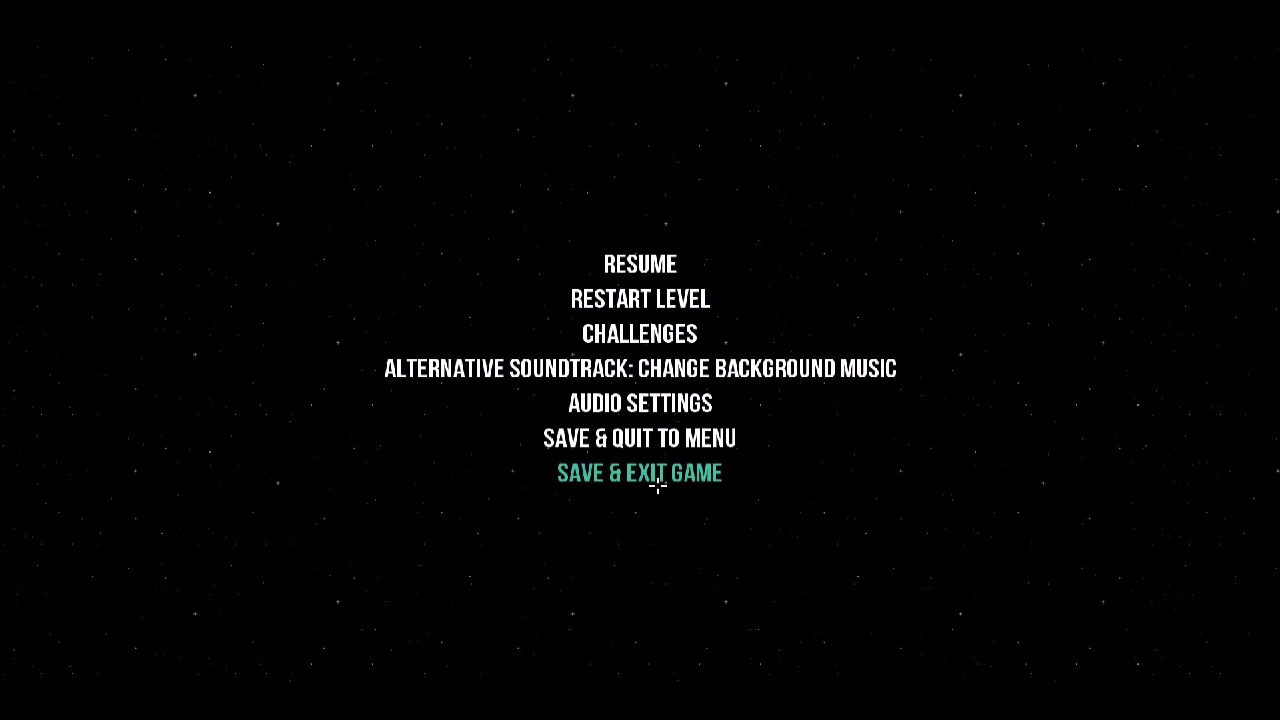 RESUME
RESTART LEVEL
CHALLENGES
ALTERNATIVE SOUNDTRACK: CHANGE BACKGROUND MUSIC
AUDIO SETTINGS
SAVE & QUIT TO MENU
SAVE & EXIT GAME